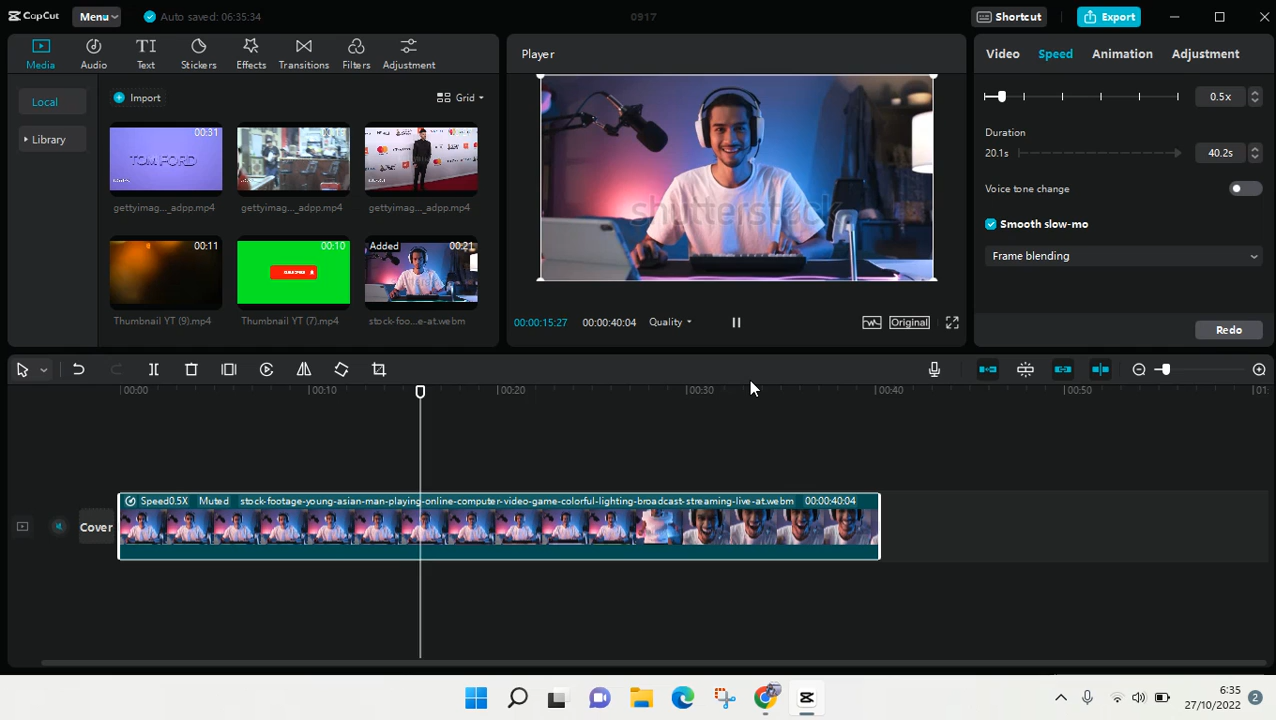 CapCut Menu Auto saved: 06:35:34 0917 Shortcut Export
Media Audio Text Stickers Effects Transitions Filters Adjustment
Local
Library
Import Grid
00:31
TOM FORD
gettyimag..._adpp.mp4
gettyimag..._adpp.mp4
gettyimag..._adpp.mp4
00:11
00:10
Added 00:21
Thumbnail YT (9).mp4
Thumbnail YT (7).mp4
stock-foo...e-at.webm
Player
shutterstock
00:00:15:27 00:00:40:04 Quality Original
Video Speed Animation Adjustment
0.5x
Duration
20.1s 40.2s
Voice tone change
Smooth slow-mo
Frame blending
Redo
00:00 00:10 00:20 00:30 00:40 00:50
Cover
Speed0.5X Muted stock-footage-young-asian-man-playing-online-computer-video-game-colorful-lighting-broadcast-streaming-live-at.webm 00:00:40:04
6:35
27/10/2022 2